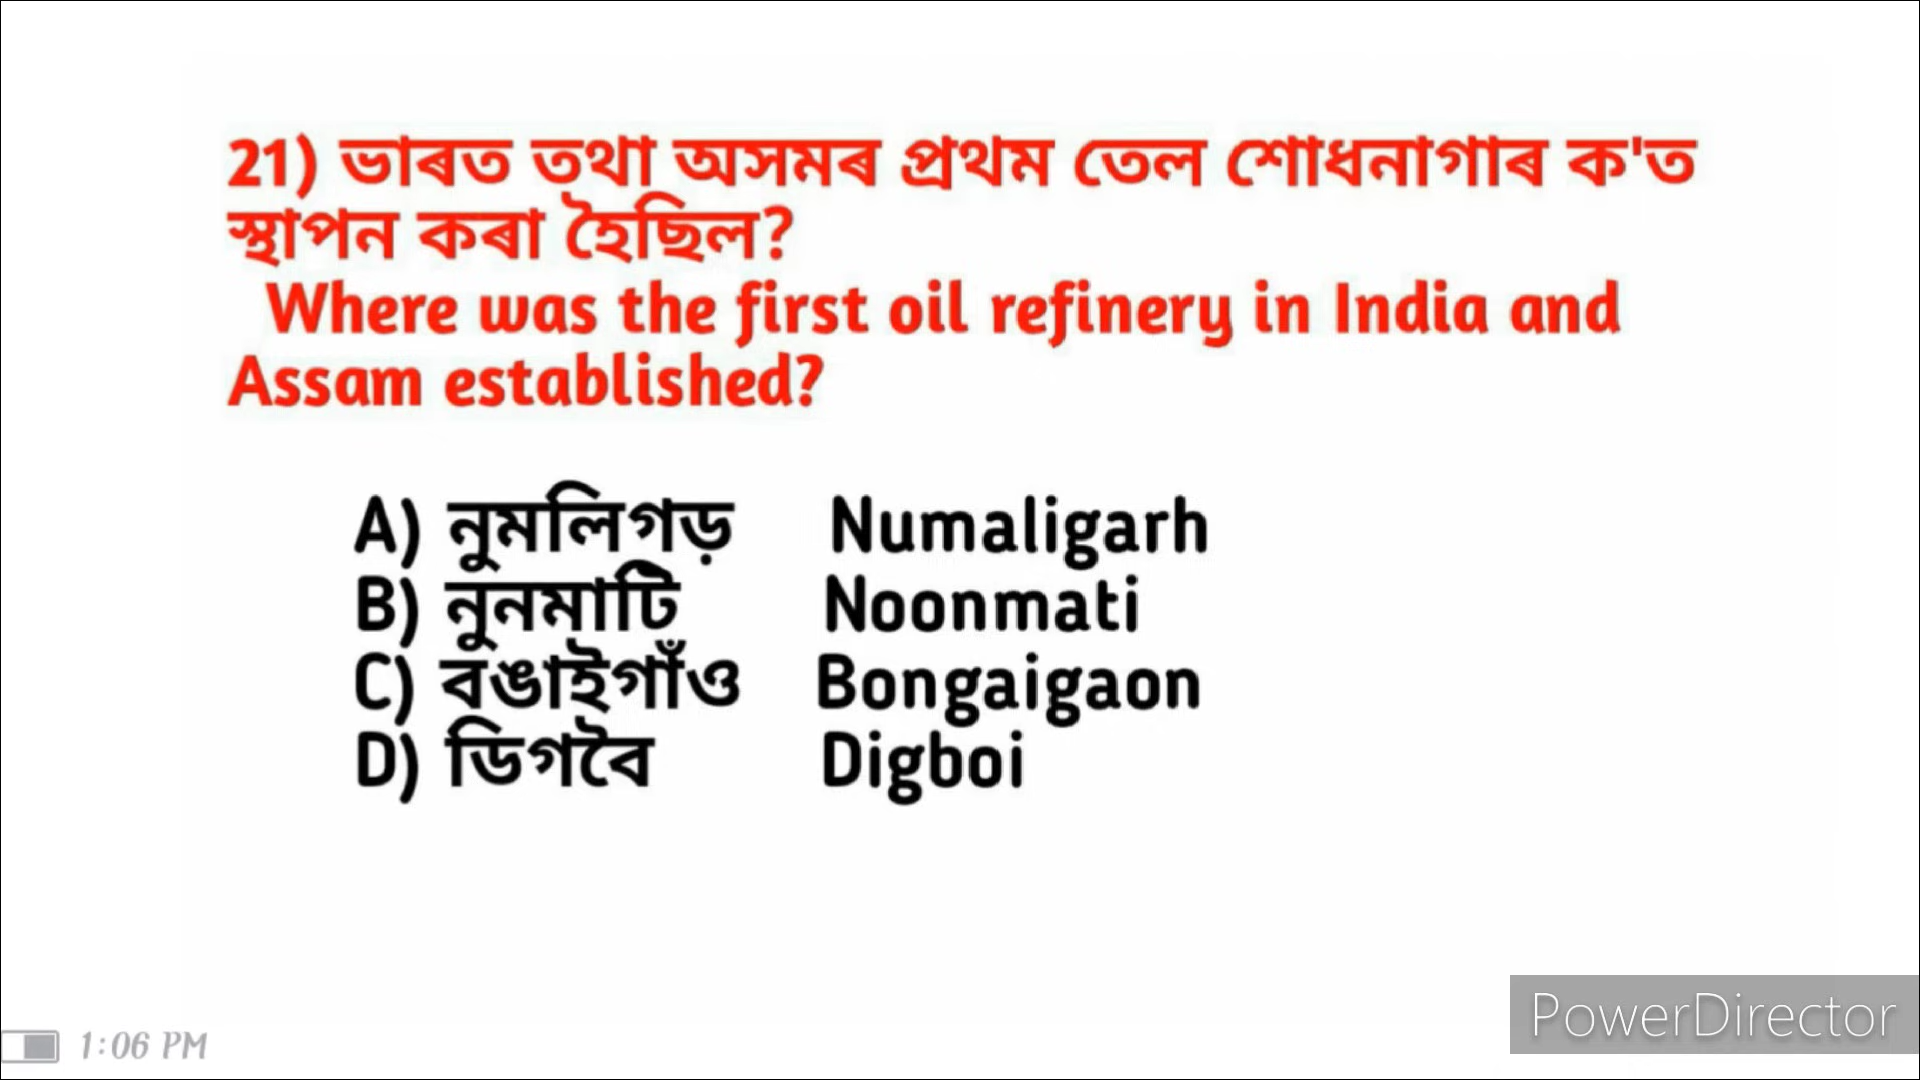 21) ভাৰত তথা অসমৰ প্ৰথম তেল শোধনাগাৰ ক'ত
স্থাপন কৰা হৈছিল?
Where was the first oil refinery in India and
Assam established?
A) নুমলিগড় Numaligarh
B) নুনমাটি Noonmati
C) বঙাইগাঁও Bongaigaon
D) ডিগবৈ Digboi
1:06 PM
PowerDirector